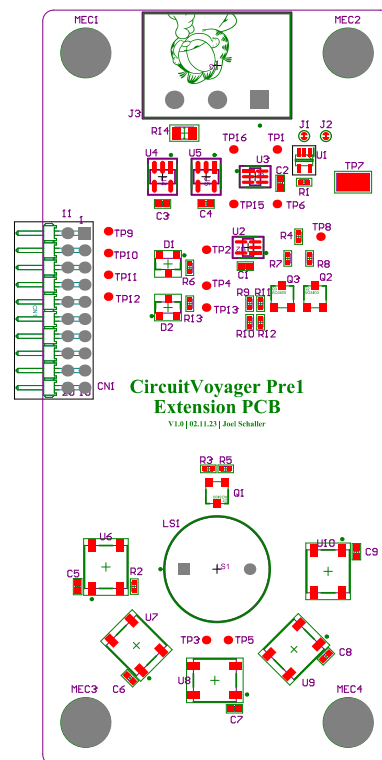 MEC1 MEC2
J3
R14 J1 J2
TP16 TP1
U4 U5 U3 U1
C2 TP7
R1
C3 C4 TP15 TP6
I1 1
TP9 U2 R4 TP8
TP10 D1 TP2
R7 R8
TP11 R6 C1
TP4 Q3 Q2
TP12 R9 R11
D2 R13 TP13
R10 R12
CN1
CircuitVoyager Pre1
Extension PCB
V1.0 | 02.11.23 | Joel Schaller
R3 R5
Q1
LS1
U6 U10
C9
LS1
C5 R2
U7
TP3 TP5
C6 U8 U9 C8
MEC3 MEC4
C7